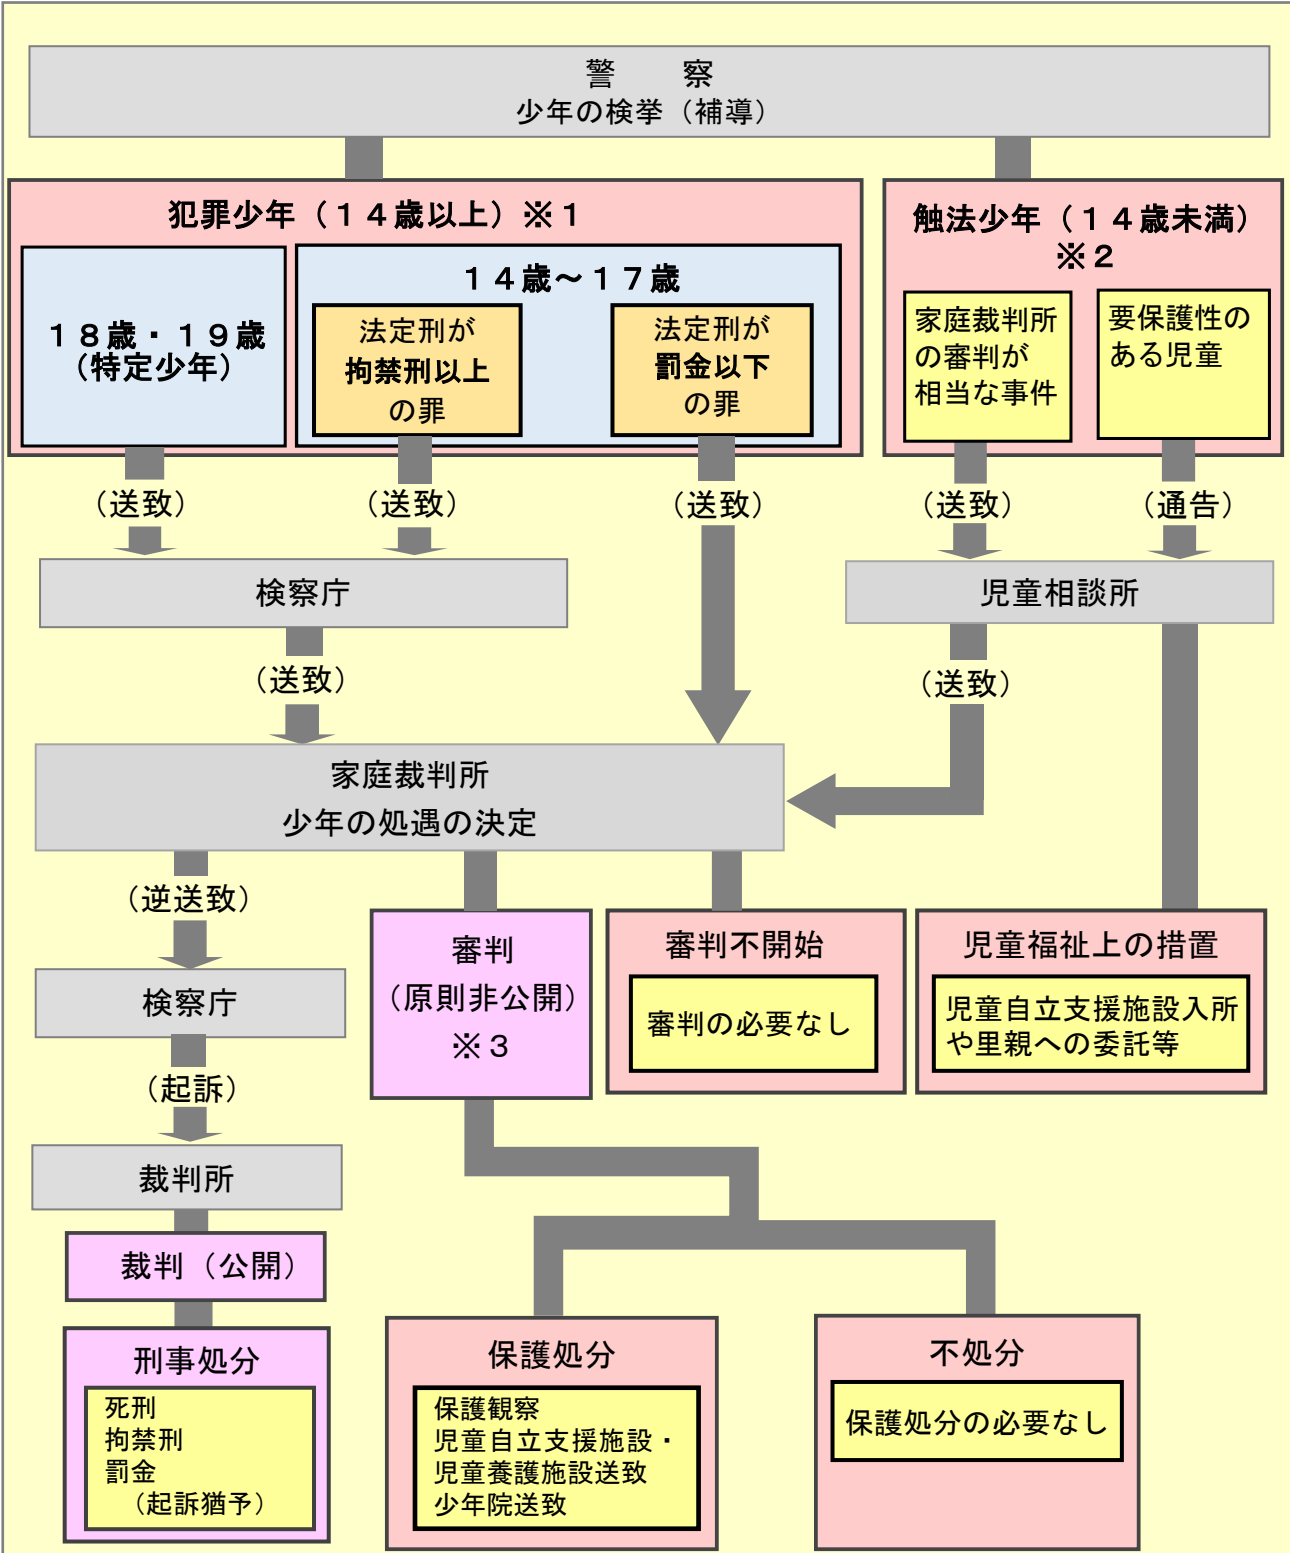 警　　察
少年の検挙（補導）
犯罪少年（１４歳以上）※１
１８歳・１９歳
（特定少年）
１４歳～１７歳
法定刑が
拘禁刑以上
の罪
法定刑が
罰金以下
の罪
触法少年（１４歳未満）
※２
家庭裁判所
の審判が
相当な事件
要保護性の
ある児童
（送致）
（送致）
（送致）
（送致）
（通告）
検察庁
児童相談所
（送致）
（送致）
家庭裁判所
少年の処遇の決定
（逆送致）
検察庁
（起訴）
裁判所
裁判（公開）
刑事処分
死刑
拘禁刑
罰金
（起訴猶予）
審判
（原則非公開）
※３
審判不開始
審判の必要なし
児童福祉上の措置
児童自立支援施設入所
や里親への委託等
保護処分
保護観察
児童自立支援施設・
児童養護施設送致
少年院送致
不処分
保護処分の必要なし